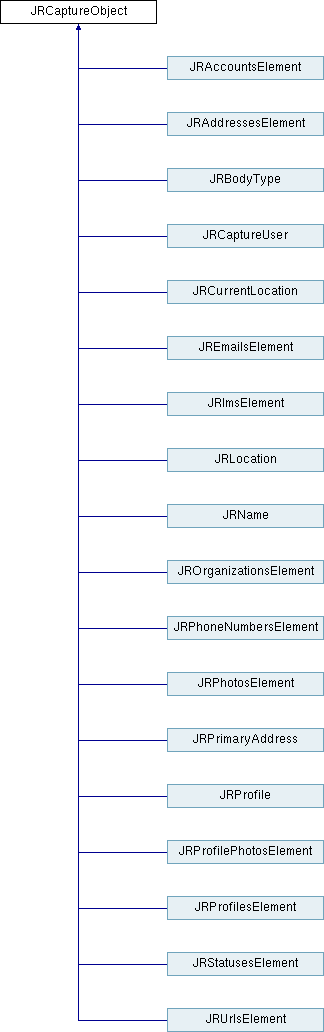 JRCaptureObject
JRAccountsElement
JRAddressesElement
JRBodyType
JRCaptureUser
JRCurrentLocation
JREmailsElement
JRImsElement
JRLocation
JRName
JROrganizationsElement
JRPhoneNumbersElement
JRPhotosElement
JRPrimaryAddress
JRProfile
JRProfilePhotosElement
JRProfilesElement
JRStatusesElement
JRUrlsElement